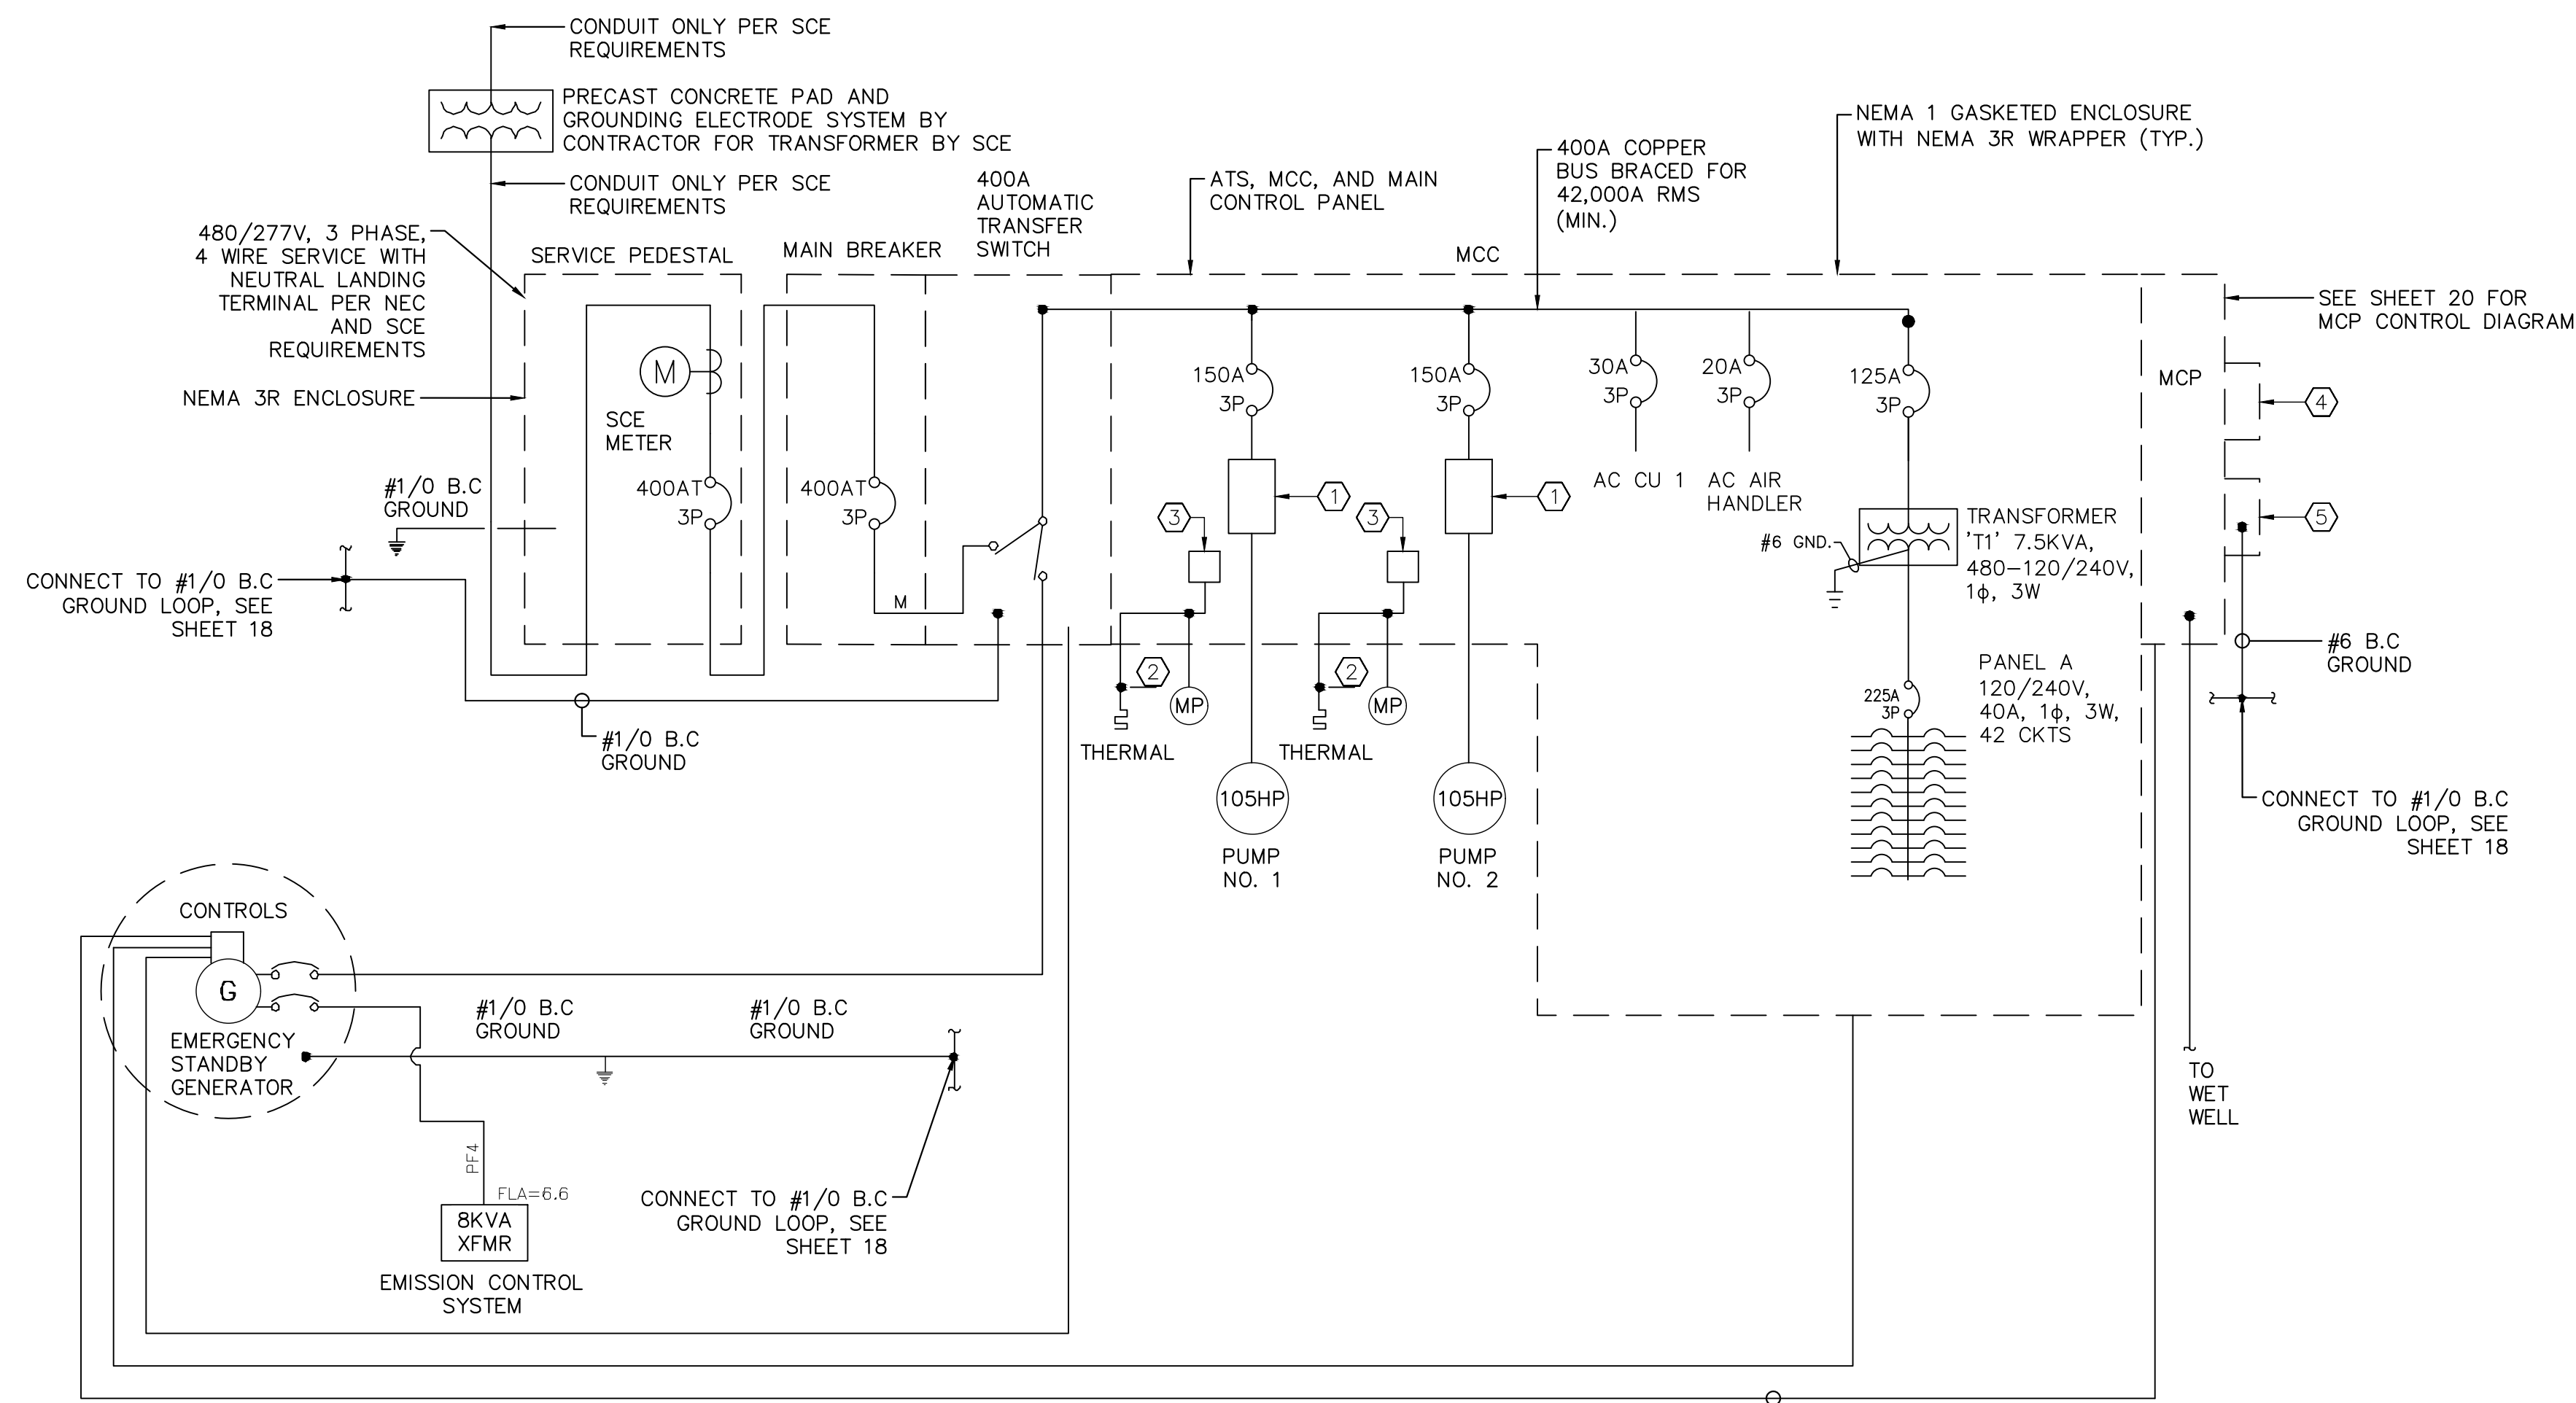 CONDUIT ONLY PER SCE
REQUIREMENTS
PRECAST CONCRETE PAD AND
GROUNDING ELECTRODE SYSTEM BY
CONTRACTOR FOR TRANSFORMER BY SCE
CONDUIT ONLY PER SCE
REQUIREMENTS
480/277V, 3 PHASE,
4 WIRE SERVICE WITH
NEUTRAL LANDING
TERMINAL PER NEC
AND SCE
REQUIREMENTS
NEMA 3R ENCLOSURE
SERVICE PEDESTAL
MAIN BREAKER
400A
AUTOMATIC
TRANSFER
SWITCH
ATS, MCC, AND MAIN
CONTROL PANEL
MCC
400A COPPER
BUS BRACED FOR
42,000A RMS
(MIN.)
NEMA 1 GASKETED ENCLOSURE
WITH NEMA 3R WRAPPER (TYP.)
SEE SHEET 20 FOR
MCP CONTROL DIAGRAM
MCP
4
5
M
SCE
METER
400AT
3P
400AT
3P
M
150A
3P
150A
3P
30A
3P
20A
3P
125A
3P
AC CU 1
AC AIR
HANDLER
1
1
3
3
2
2
MP
MP
THERMAL
THERMAL
105HP
PUMP
NO. 1
105HP
PUMP
NO. 2
#6 GND.
TRANSFORMER
'T1' 7.5KVA,
480-120/240V,
1ϕ, 3W
225A
3P
PANEL A
120/240V,
40A, 1ϕ, 3W,
42 CKTS
#6 B.C
GROUND
CONNECT TO #1/0 B.C
GROUND LOOP, SEE
SHEET 18
TO
WET
WELL
#1/0 B.C
GROUND
CONNECT TO #1/0 B.C
GROUND LOOP, SEE
SHEET 18
#1/0 B.C
GROUND
CONTROLS
G
EMERGENCY
STANDBY
GENERATOR
#1/0 B.C
GROUND
#1/0 B.C
GROUND
PF4
FLA=6.6
8KVA
XFMR
EMISSION CONTROL
SYSTEM
CONNECT TO #1/0 B.C
GROUND LOOP, SEE
SHEET 18